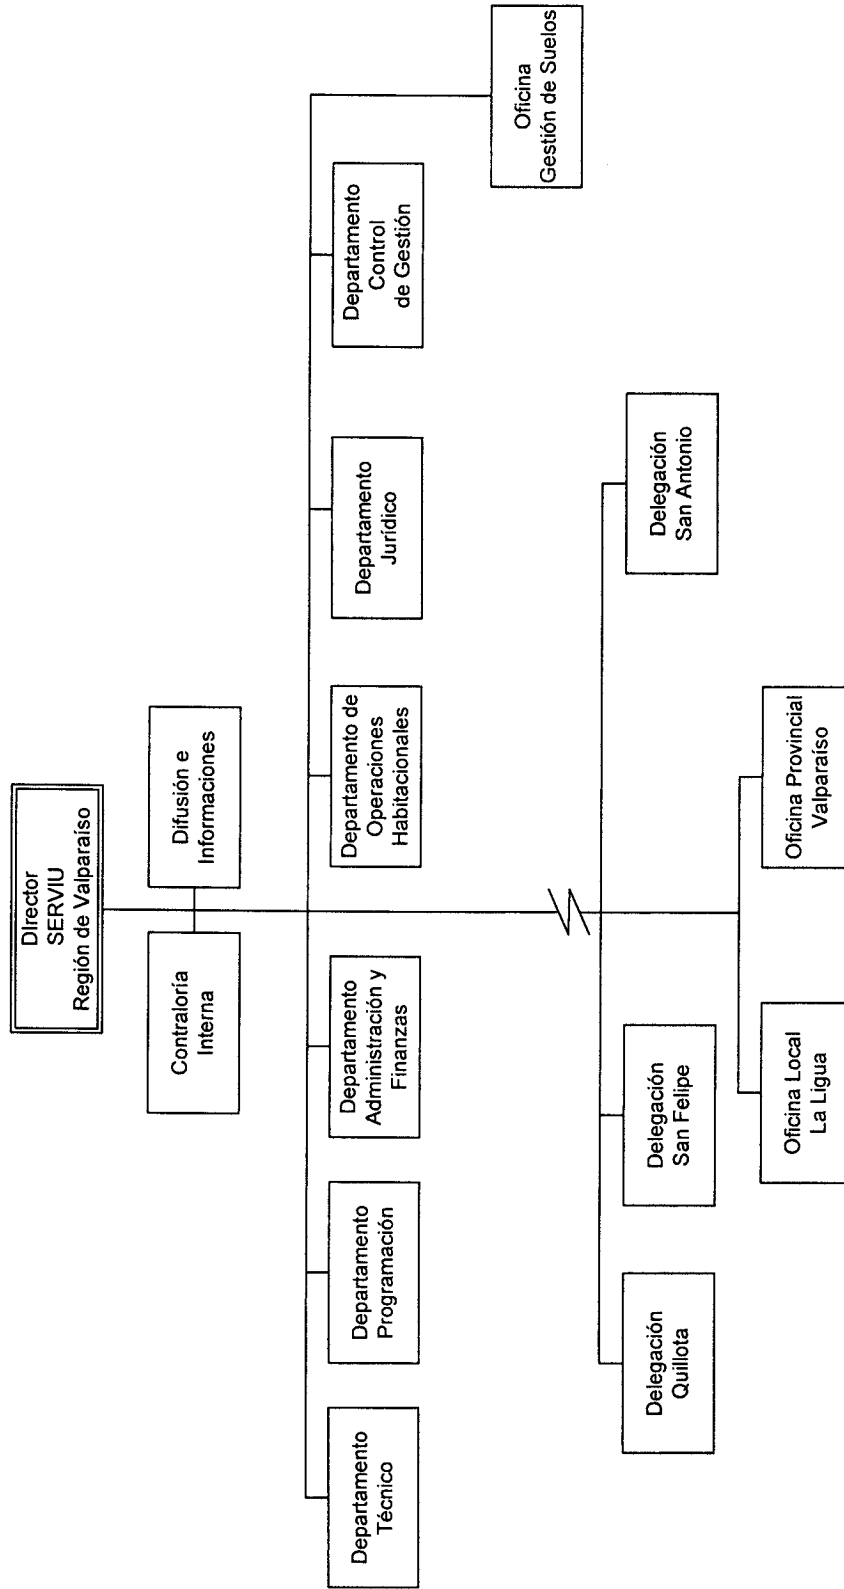 DIrector
SERVIU
Región de Valparaíso
Contraloría
Interna
Difusión e
Informaciones
Departamento
Técnico
Departamento
Programación
Departamento
Administración y
Finanzas
Departamento de
Operaciones
Habitacionales
Departamento
Jurídico
Departamento
Control
de Gestión
Oficina
Gestión de Suelos
Delegación
Quillota
Delegación
San Felipe
Delegación
San Antonio
Oficina Local
La Ligua
Oficina Provincial
Valparaíso